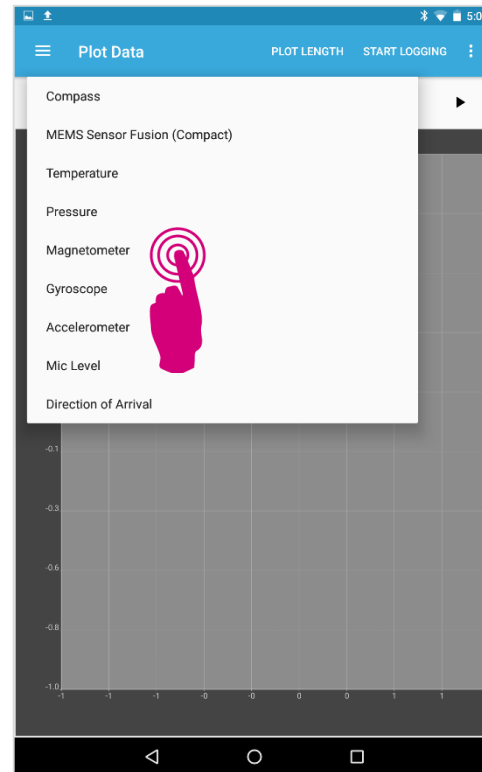 5:0
Plot Data PLOT LENGTH START LOGGING
Compass
MEMS Sensor Fusion (Compact)
Temperature
Pressure
Magnetometer
Gyroscope
Accelerometer
Mic Level
Direction of Arrival
-0.1
-0.3
-0.6
-0.8
-1.0
-1 -1 -1 -0 -0 0 0 1 1